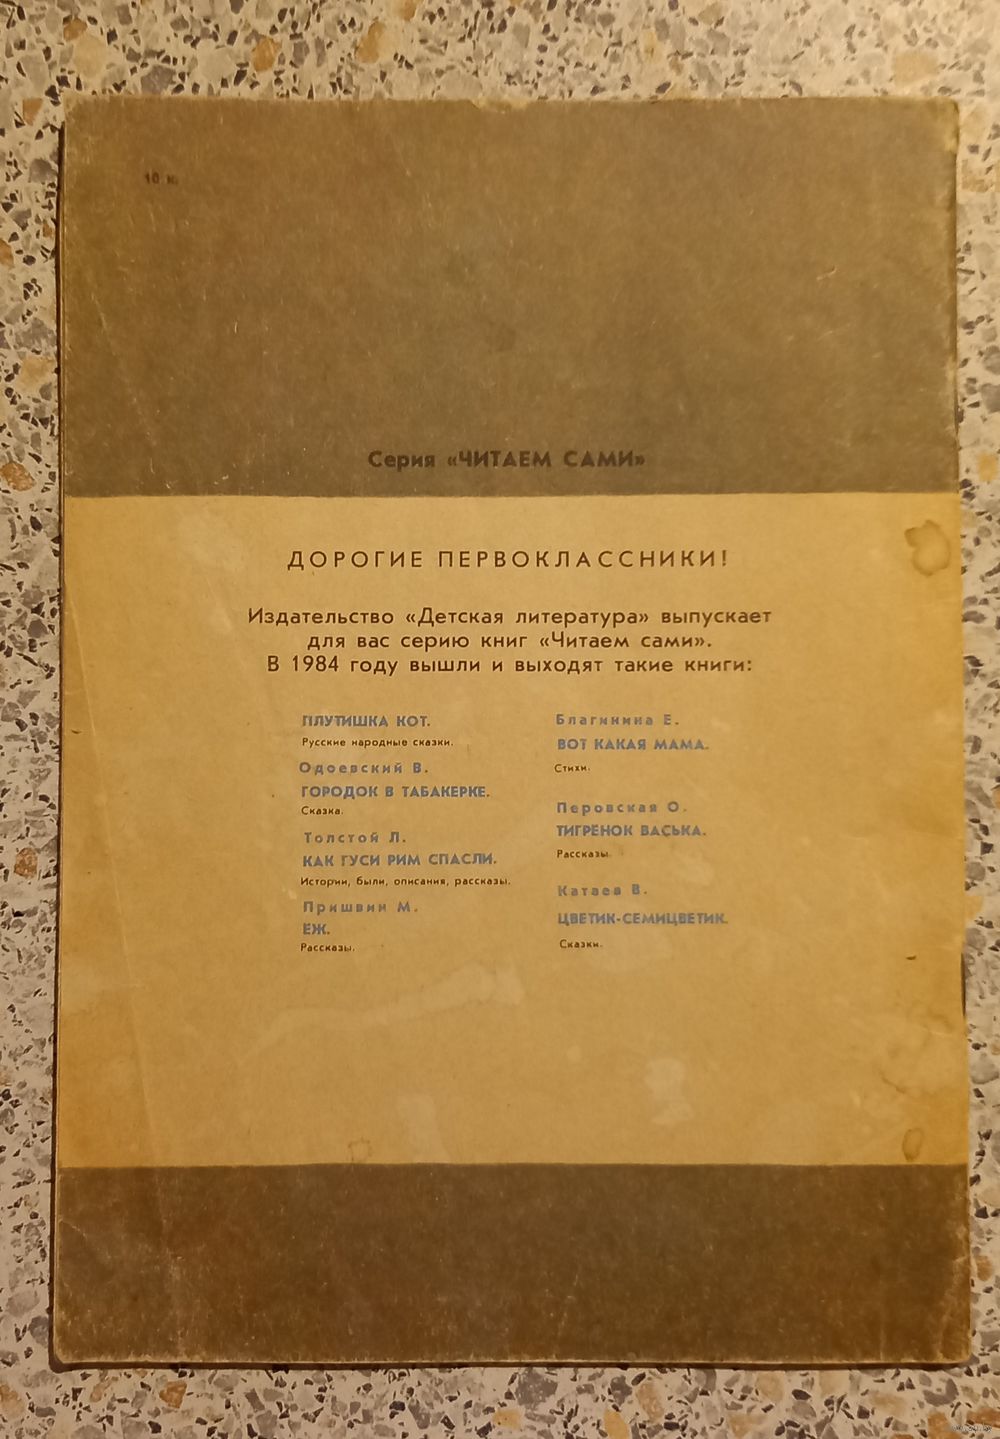 10 к.
Серия «ЧИТАЕМ САМИ»
ДОРОГИЕ ПЕРВОКЛАССНИКИ!
Издательство «Детская литература» выпускает
для вас серию книг «Читаем сами».
В 1984 году вышли и выходят такие книги:
ПЛУТИШКА КОТ.
Русские народные сказки.
Одоевский В.
ГОРОДОК В ТАБАКЕРКЕ.
Сказка.
Толстой Л.
КАК ГУСИ РИМ СПАСЛИ.
Истории, были, описания, рассказы.
Пришвин М.
ЕЖ.
Рассказы.
Благинина Е.
ВОТ КАКАЯ МАМА.
Стихи.
Перовская О.
ТИГРЕНОК ВАСЬКА.
Рассказы.
Катаев В.
ЦВЕТИК-СЕМИЦВЕТИК.
Сказки.